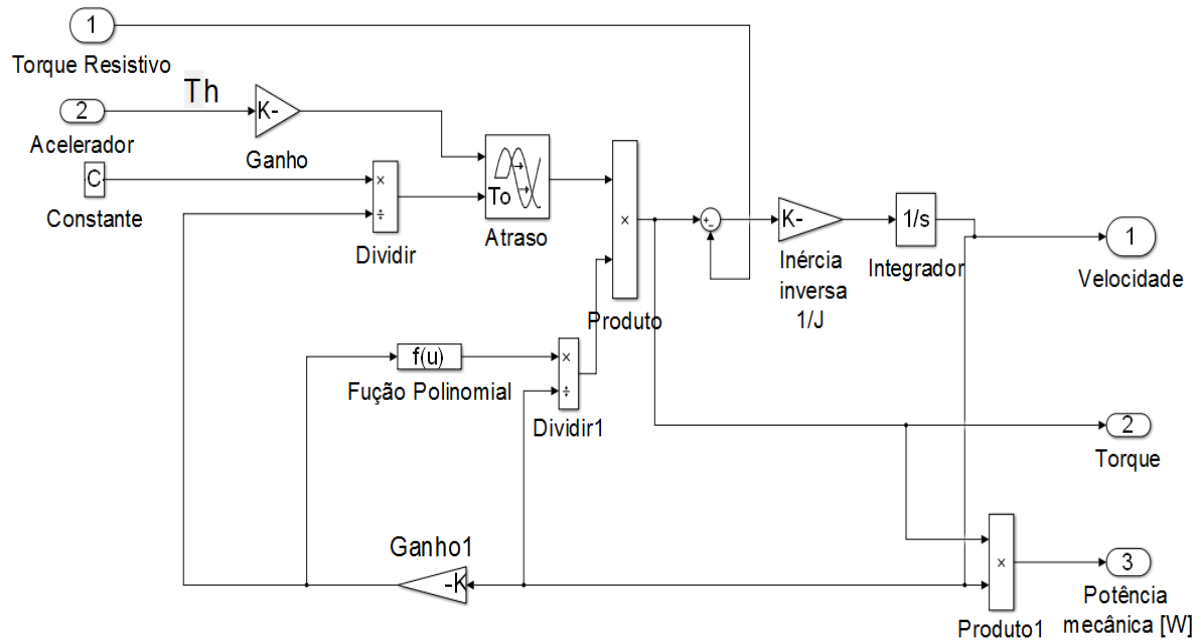 1
Torque Resistivo
Th
2
K-
Acelerador
Ganho
C
Constante
×
÷
Dividir
To
Atraso
Produto
×
+
-
K-
Inércia
inversa
1/J
1/s
Integrador
1
Velocidade
f(u)
Fução Polinomial
×
÷
Dividir1
2
Torque
Ganho1
-K
×
Produto1
3
Potência
mecânica [W]